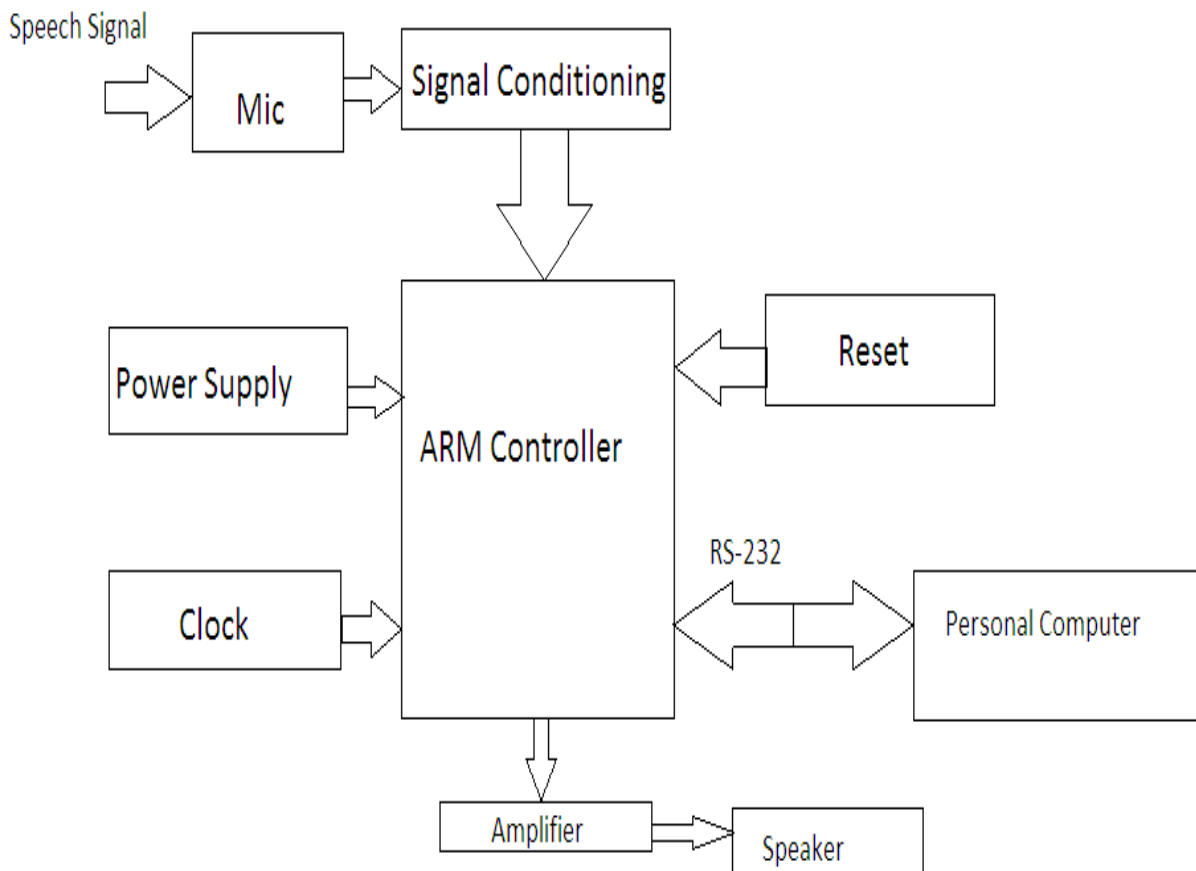 Speech Signal
Mic
Signal Conditioning
Power Supply
Reset
ARM Controller
RS-232
Clock
Personal Computer
Amplifier
Speaker